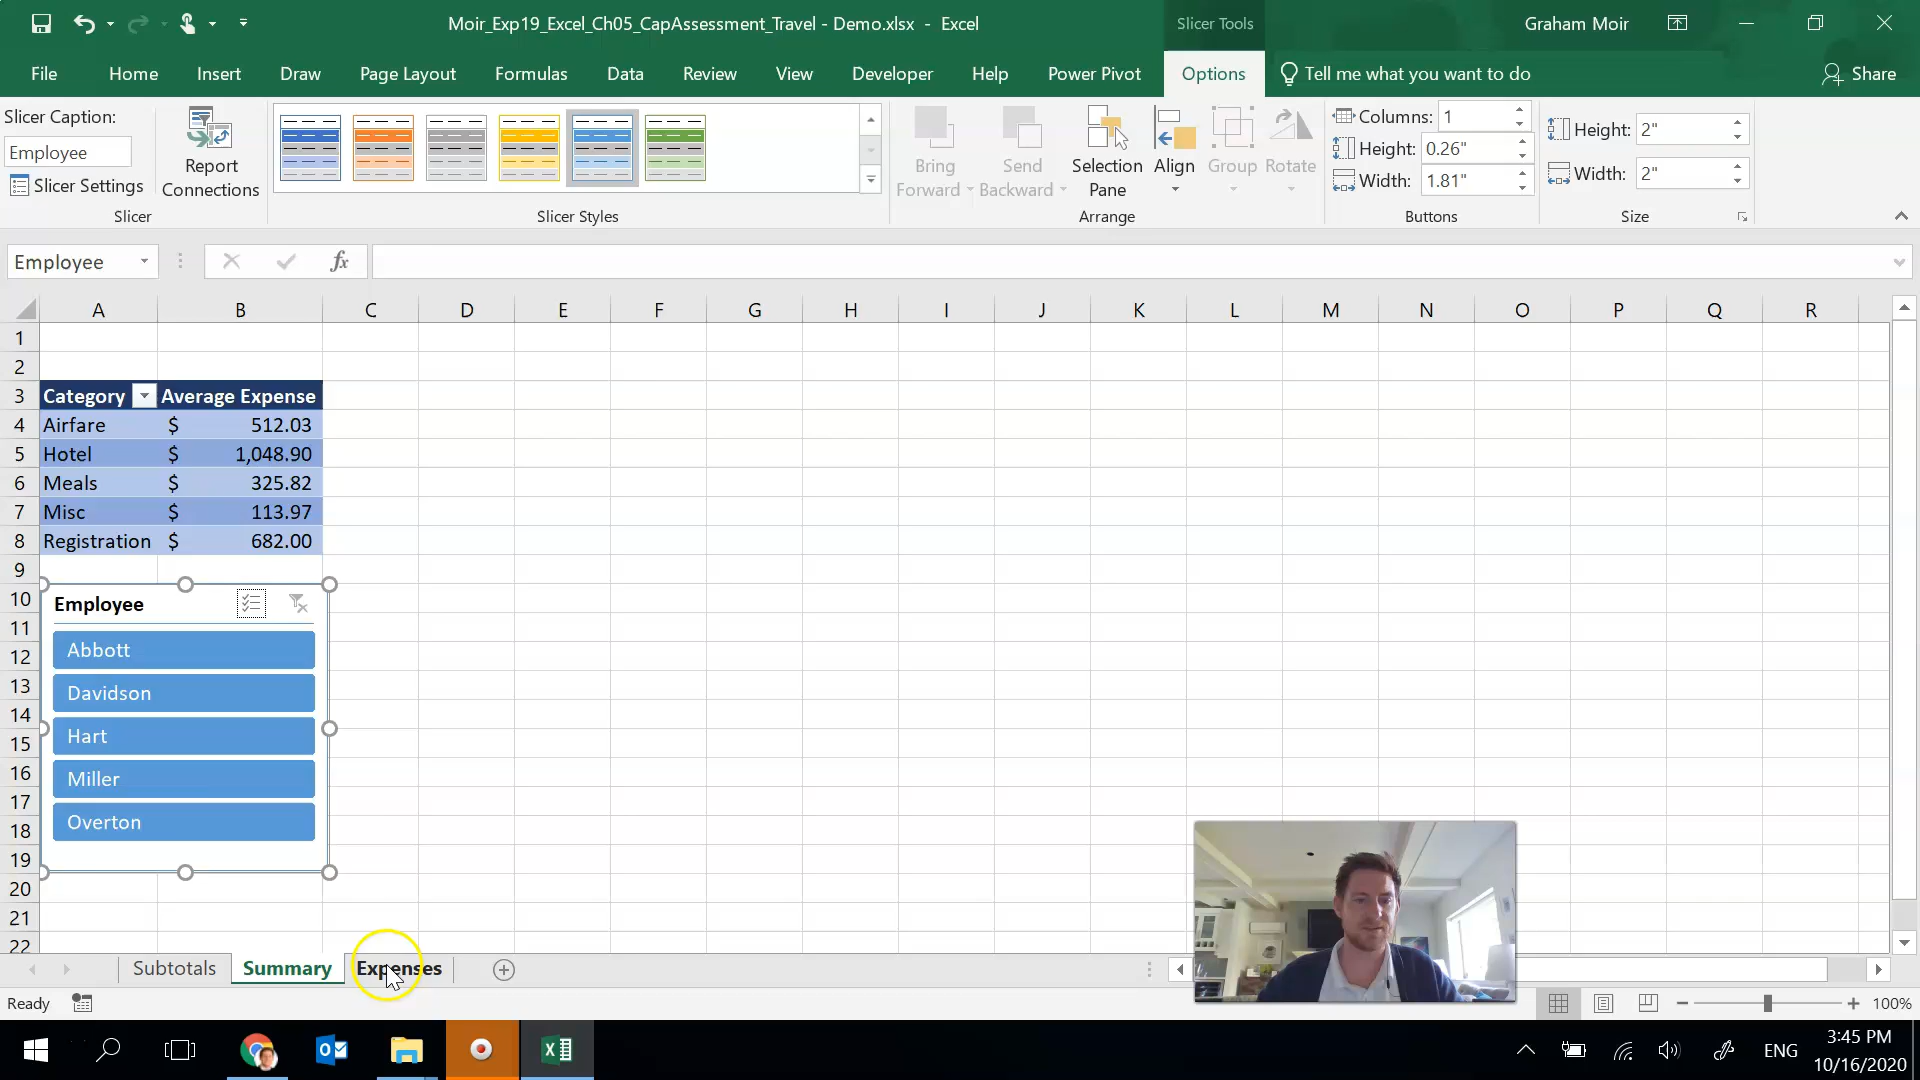 Moir_Exp19_Excel_Ch05_CapAssessment_Travel - Demo.xlsx - Excel
Slicer Tools
Graham Moir
File Home Insert Draw Page Layout Formulas Data Review View Developer Help Power Pivot Options Tell me what you want to do Share
Slicer Caption:
Employee
Slicer Settings
Report Connections
Slicer
Slicer Styles
Bring Forward
Send Backward
Selection Pane
Align
Group
Rotate
Arrange
Columns: 1
Height: 0.26"
Width: 1.81"
Buttons
Height: 2"
Width: 2"
Size
Employee fx
A B C D E F G H I J K L M N O P Q R
1
2
3 Category Average Expense
4 Airfare $ 512.03
5 Hotel $ 1,048.90
6 Meals $ 325.82
7 Misc $ 113.97
8 Registration $ 682.00
9
10 Employee
11
12 Abbott
13 Davidson
14
15 Hart
16 Miller
17
18 Overton
19
20
21
22
Subtotals Summary Expenses
Ready
100%
ENG
3:45 PM
10/16/2020